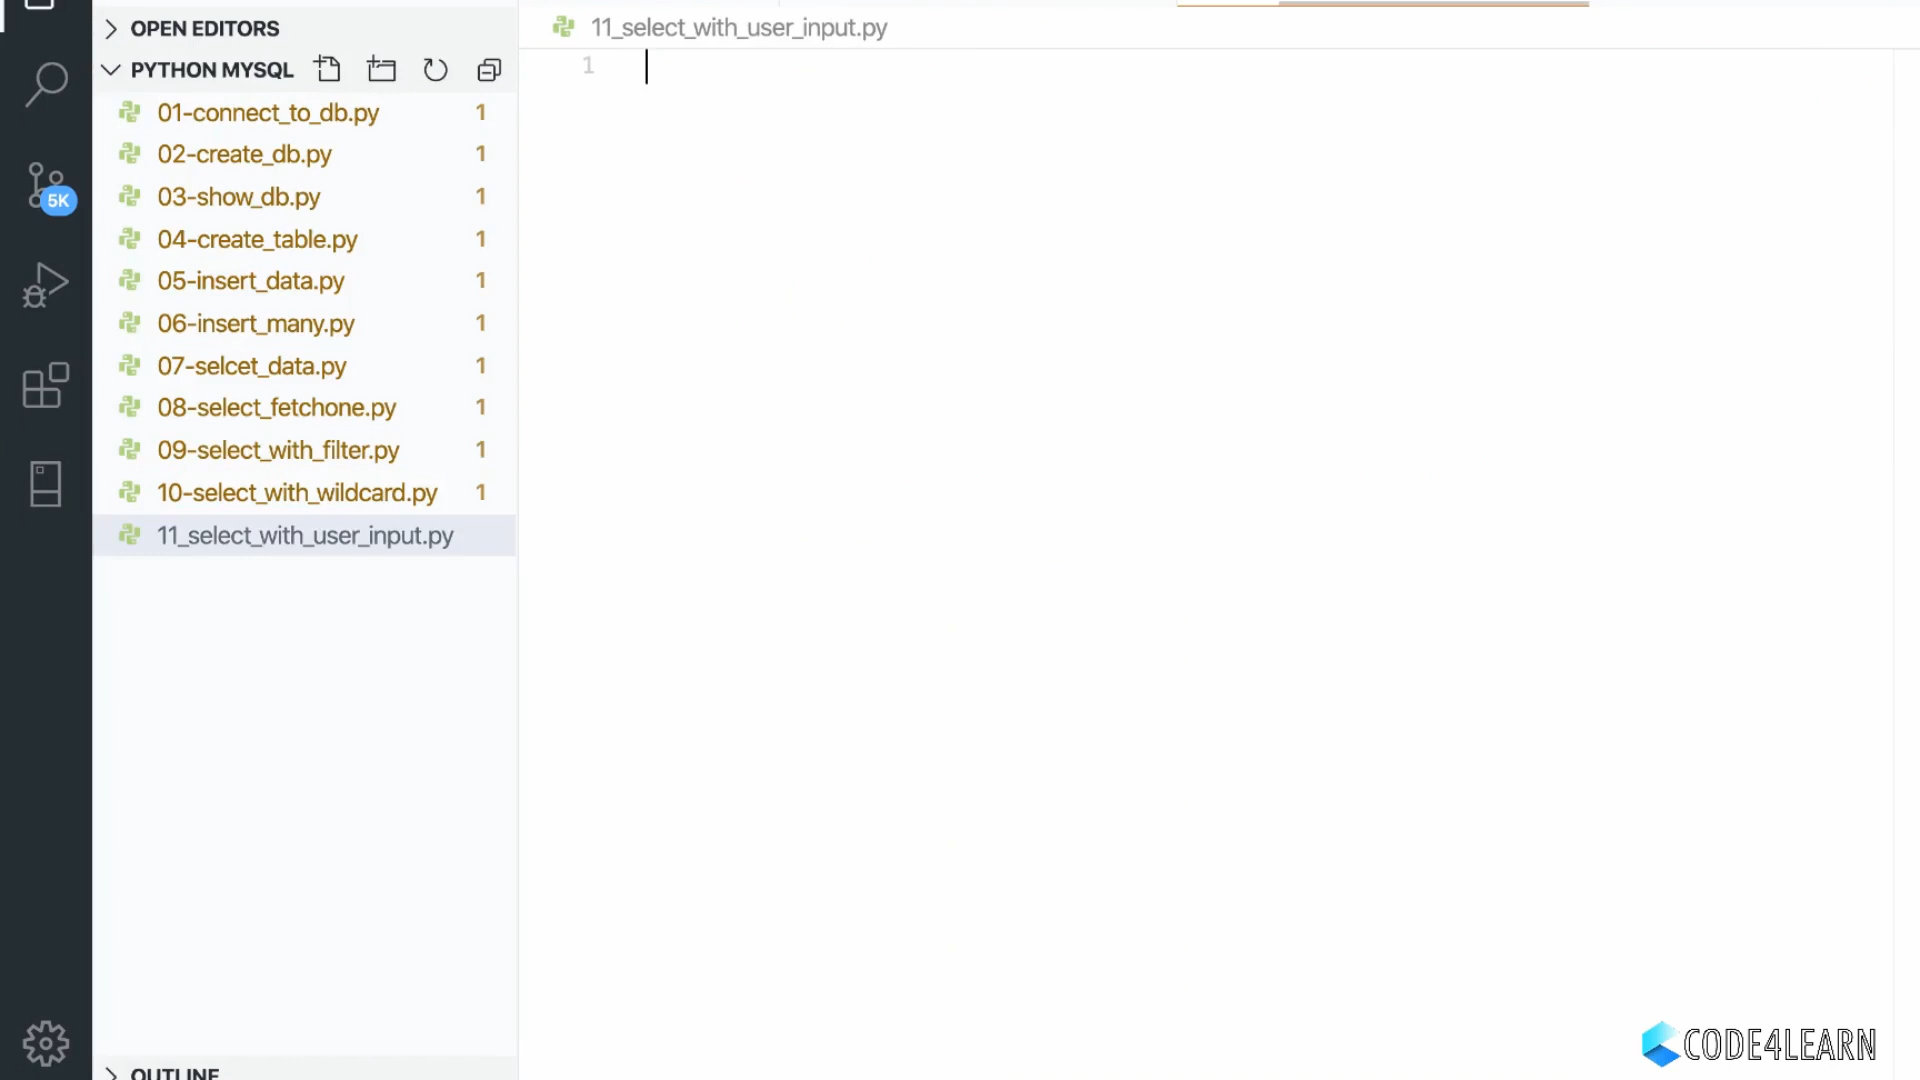 OPEN EDITORS
PYTHON MYSQL
01-connect_to_db.py 1
02-create_db.py 1
03-show_db.py 1
04-create_table.py 1
05-insert_data.py 1
06-insert_many.py 1
07-selcet_data.py 1
08-select_fetchone.py 1
09-select_with_filter.py 1
10-select_with_wildcard.py 1
11_select_with_user_input.py
OUTLINE
5K
11_select_with_user_input.py
1
CODE4LEARN